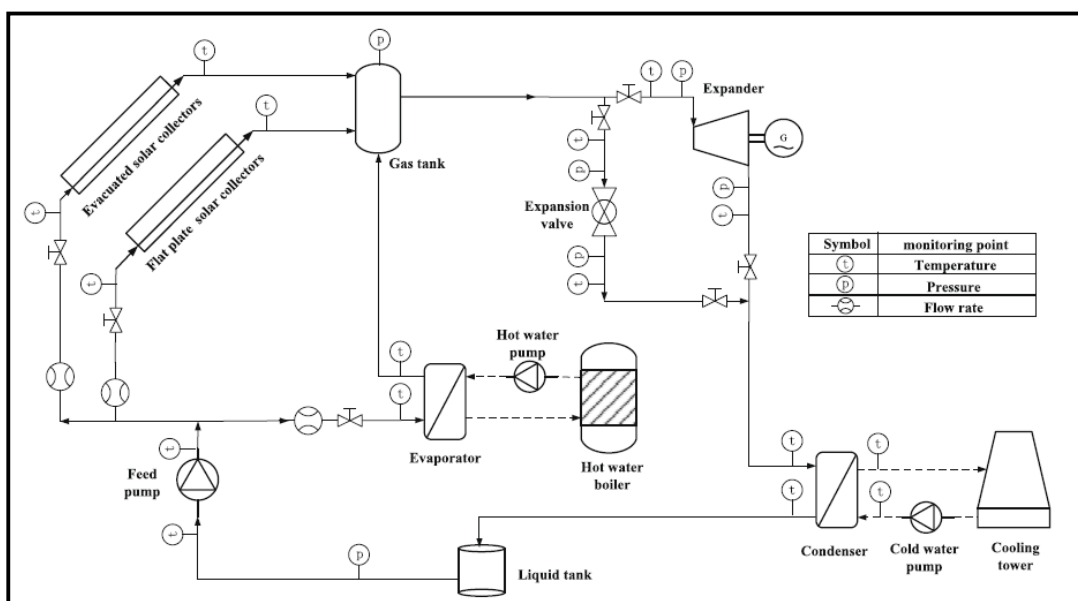 p
t
t
t
p
Expander
G
Evacuated solar collectors
Flat plate solar collectors
Gas tank
t
p
p
t
Expansion
valve
p
t
t
t
Symbol monitoring point
t Temperature
p Pressure
Flow rate
Hot water
pump
t
t
Evaporator
Hot water
boiler
t
Feed
pump
t
t
t
t
t
Condenser
Cold water
pump
Cooling
tower
p
Liquid tank